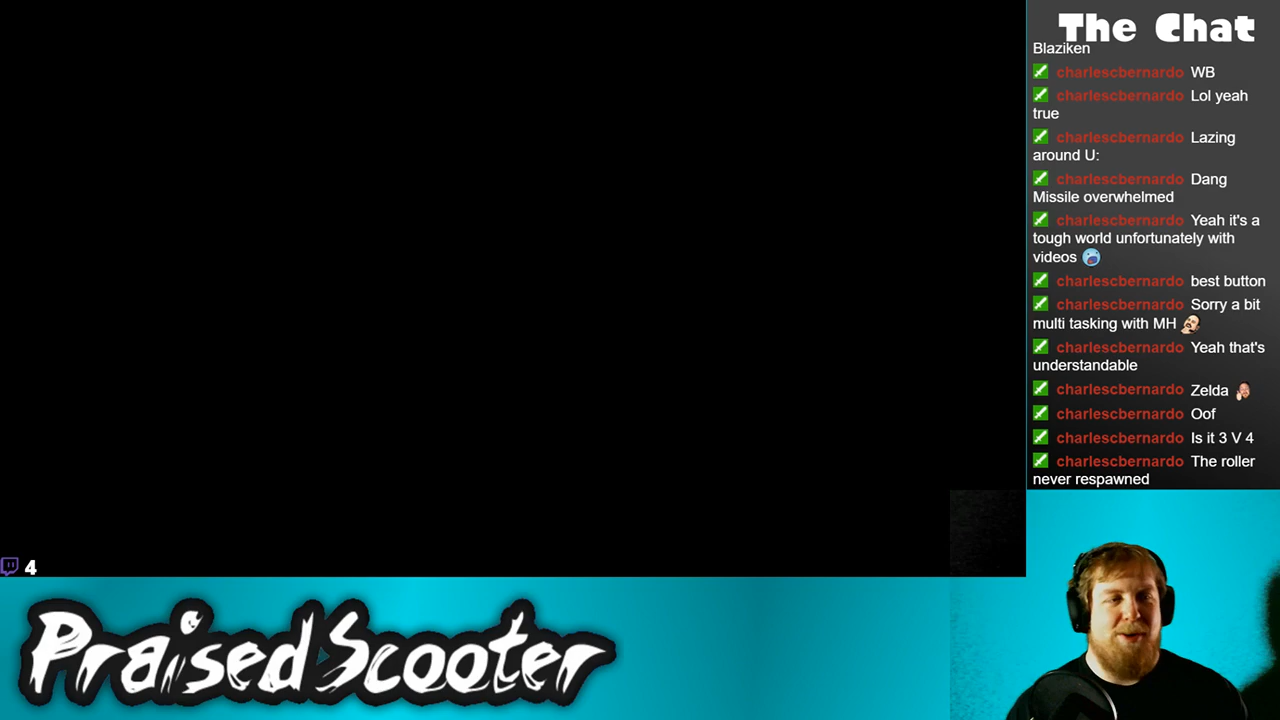 The Chat
Blaziken
charlescbernardo WB
charlescbernardo Lol yeah
true
charlescbernardo Lazing
around U:
charlescbernardo Dang
Missile overwhelmed
charlescbernardo Yeah it's a
tough world unfortunately with
videos
charlescbernardo best button
charlescbernardo Sorry a bit
multi tasking with MH
charlescbernardo Yeah that's
understandable
charlescbernardo Zelda
charlescbernardo Oof
charlescbernardo Is it 3 V 4
charlescbernardo The roller
never respawned
4
PraisedScooter